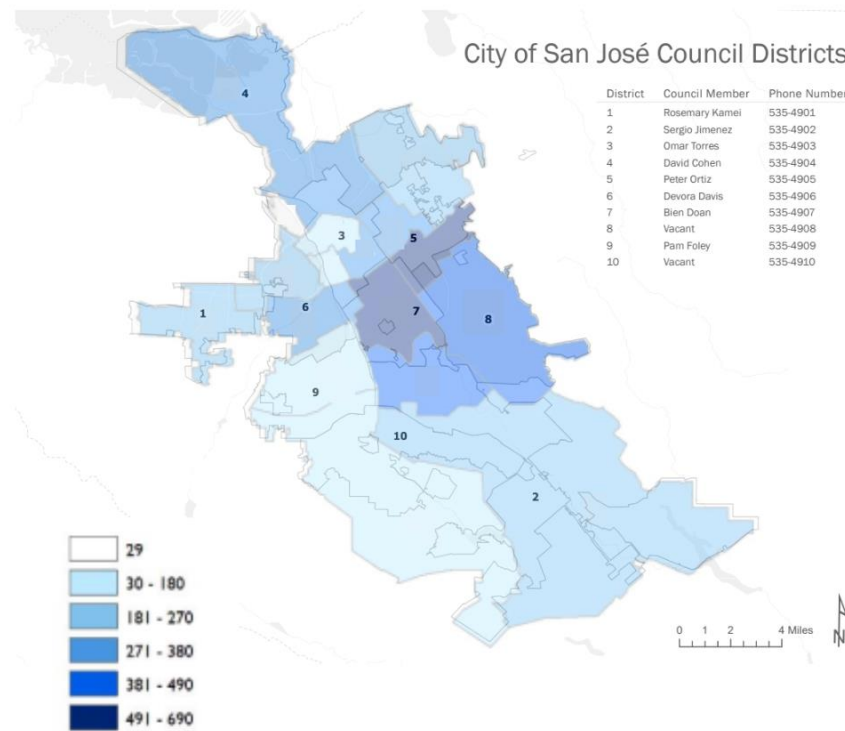 City of San José Council Districts
District Council Member Phone Number
1 Rosemary Kamei 535-4901
2 Sergio Jimenez 535-4902
3 Omar Torres 535-4903
4 David Cohen 535-4904
5 Peter Ortiz 535-4905
6 Devora Davis 535-4906
7 Bien Doan 535-4907
8 Vacant 535-4908
9 Pam Foley 535-4909
10 Vacant 535-4910
4
3
5
1
6
7
8
9
10
2
29
30 - 180
181 - 270
271 - 380
381 - 490
491 - 690
0 1 2 4 Miles
N